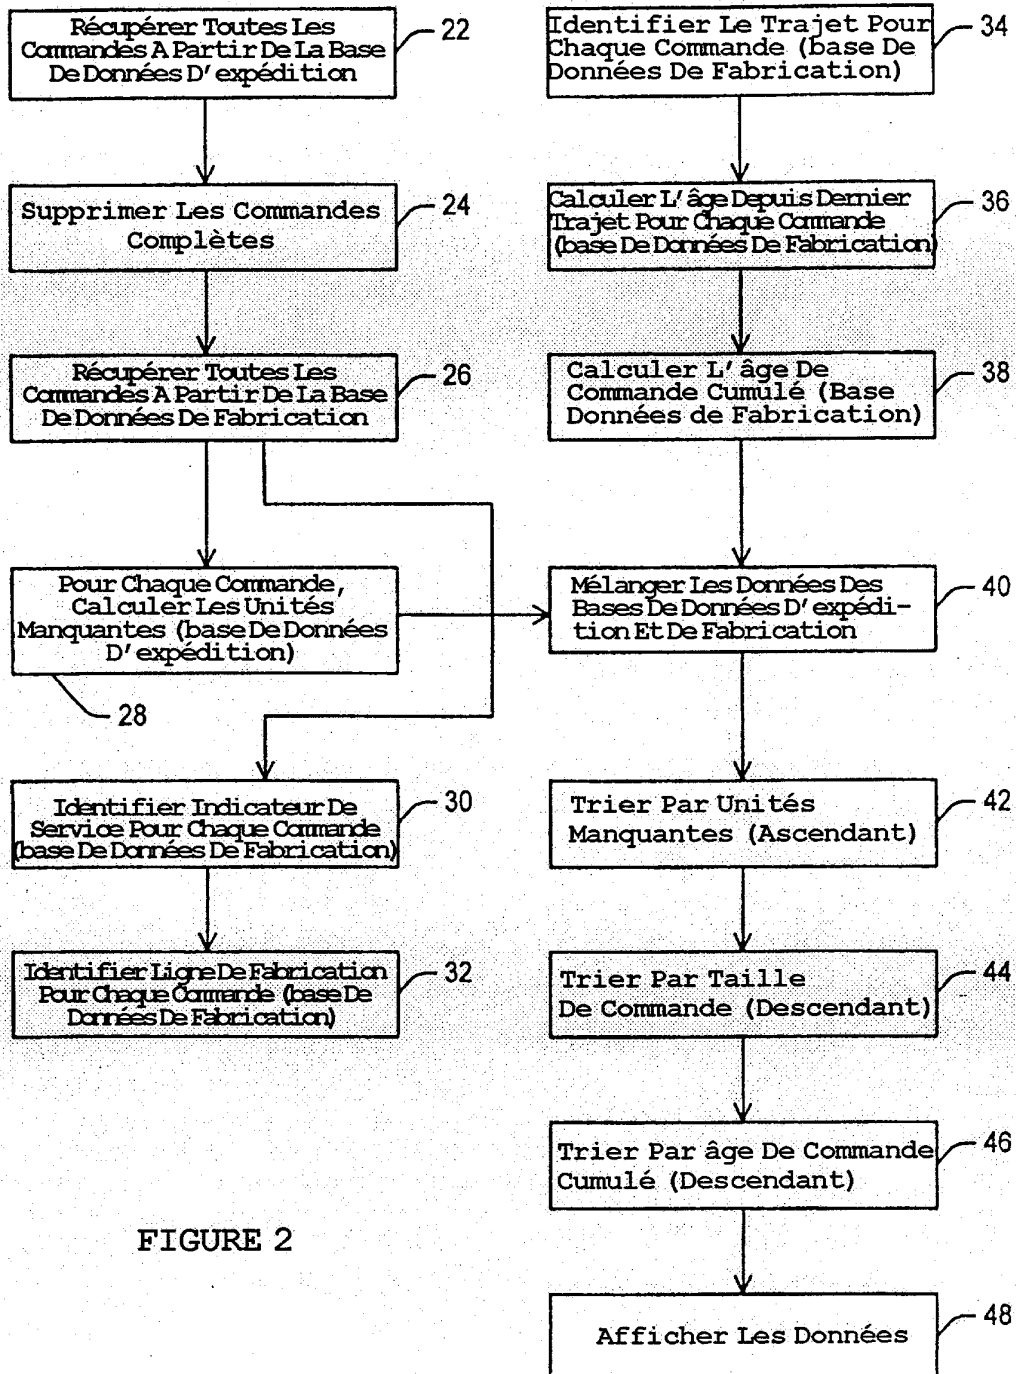 Récupérer Toutes Les
Commandes A Partir De La Base
De Données D'expédition
22
Supprimer Les Commandes
Complètes
24
Récupérer Toutes Les
Commandes A Partir De La Base
De Données De Fabrication
26
Pour Chaque Commande,
Calculer Les Unités
Manquantes (base De Données
D'expédition)
28
Identifier Indicateur De
Service Pour Chaque Commande
(base De Données De Fabrication)
30
Identifier Ligne De Fabrication
Pour Chaque Commande (base De
Données De Fabrication)
32
Identifier Le Trajet Pour
Chaque Commande (base De
Données De Fabrication)
34
Calculer L'âge Depuis Dernier
Trajet Pour Chaque Commande
(base De Données De Fabrication)
36
Calculer L'âge De
Commande Cumulé (Base
Données de Fabrication)
38
Mélanger Les Données Des
Bases De Données D'expédi-
tion Et De Fabrication
40
Trier Par Unités
Manquantes (Ascendant)
42
Trier Par Taille
De Commande (Descendant)
44
Trier Par âge De Commande
Cumulé (Descendant)
46
Afficher Les Données
48
FIGURE 2